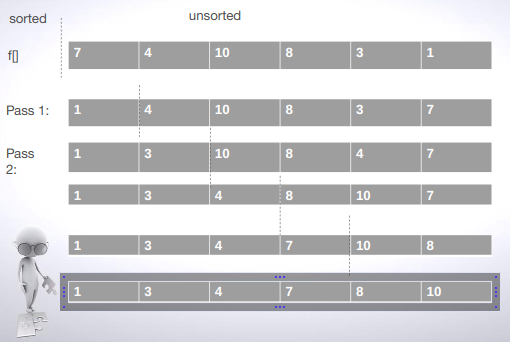 sorted unsorted
f[] 7 4 10 8 3 1
Pass 1: 1 4 10 8 3 7
Pass 2: 1 3 10 8 4 7
1 3 4 8 10 7
1 3 4 7 10 8
1 3 4 7 8 10